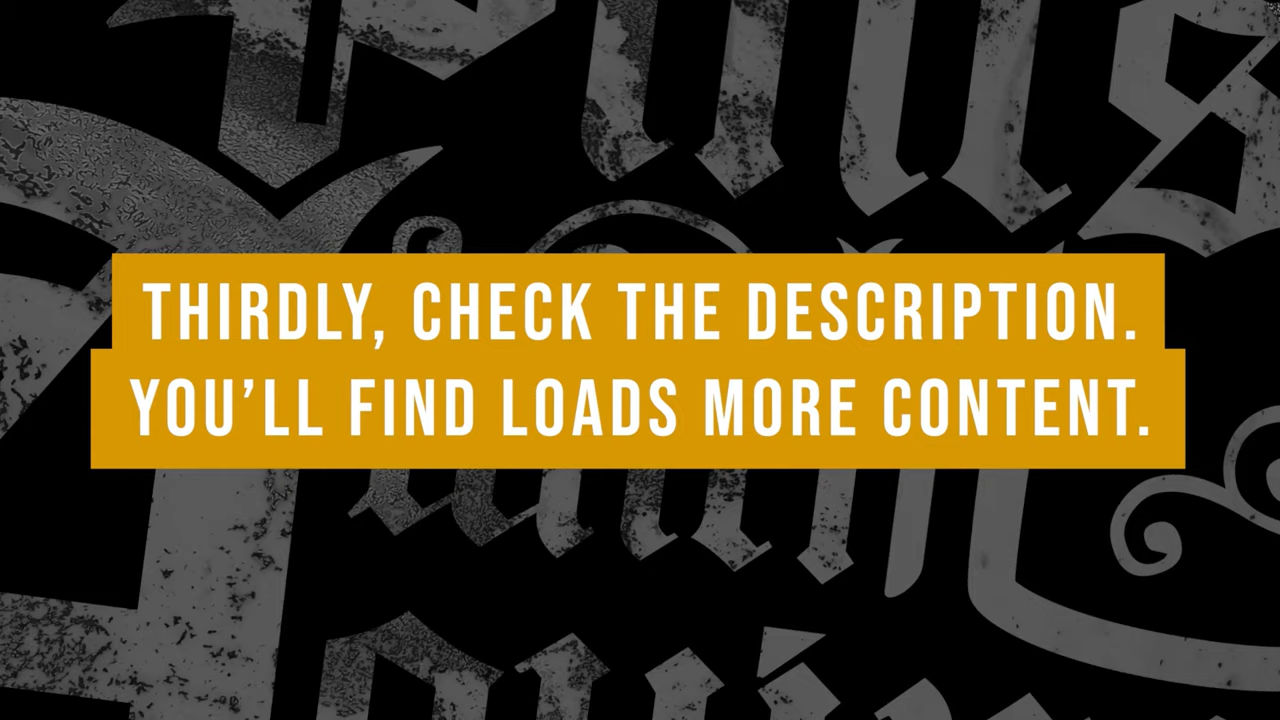 THIRDLY, CHECK THE DESCRIPTION.
YOU’LL FIND LOADS MORE CONTENT.